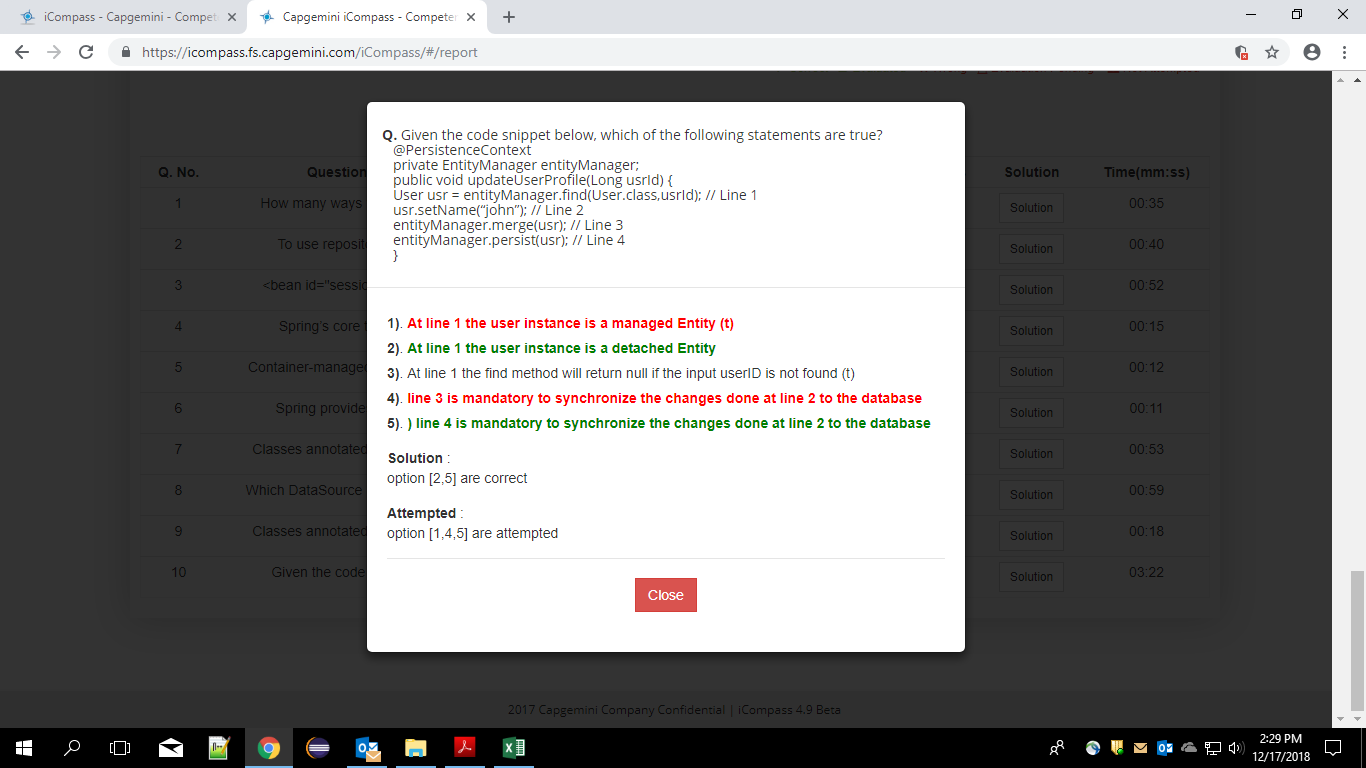 iCompass - Capgemini - Compet
Capgemini iCompass - Competen
https://icompass.fs.capgemini.com/iCompass/#/report
Q. Given the code snippet below, which of the following statements are true?
@PersistenceContext
private EntityManager entityManager;
public void updateUserProfile(Long usrId) {
User usr = entityManager.find(User.class,usrId); // Line 1
usr.setName(“john”); // Line 2
entityManager.merge(usr); // Line 3
entityManager.persist(usr); // Line 4
}
1). At line 1 the user instance is a managed Entity (t)
2). At line 1 the user instance is a detached Entity
3). At line 1 the find method will return null if the input userID is not found (t)
4). line 3 is mandatory to synchronize the changes done at line 2 to the database
5). ) line 4 is mandatory to synchronize the changes done at line 2 to the database
Solution :
option [2,5] are correct
Attempted :
option [1,4,5] are attempted
Close
Q. No. Question Solution Time(mm:ss)
1 How many ways Solution 00:35
2 To use reposit Solution 00:40
3 <bean id="sessio Solution 00:52
4 Spring's core Solution 00:15
5 Container-manage Solution 00:12
6 Spring provide Solution 00:11
7 Classes annotated Solution 00:53
8 Which DataSource Solution 00:59
9 Classes annotated Solution 00:18
10 Given the code Solution 03:22
2017 Capgemini Company Confidential | iCompass 4.9 Beta
2:29 PM
12/17/2018